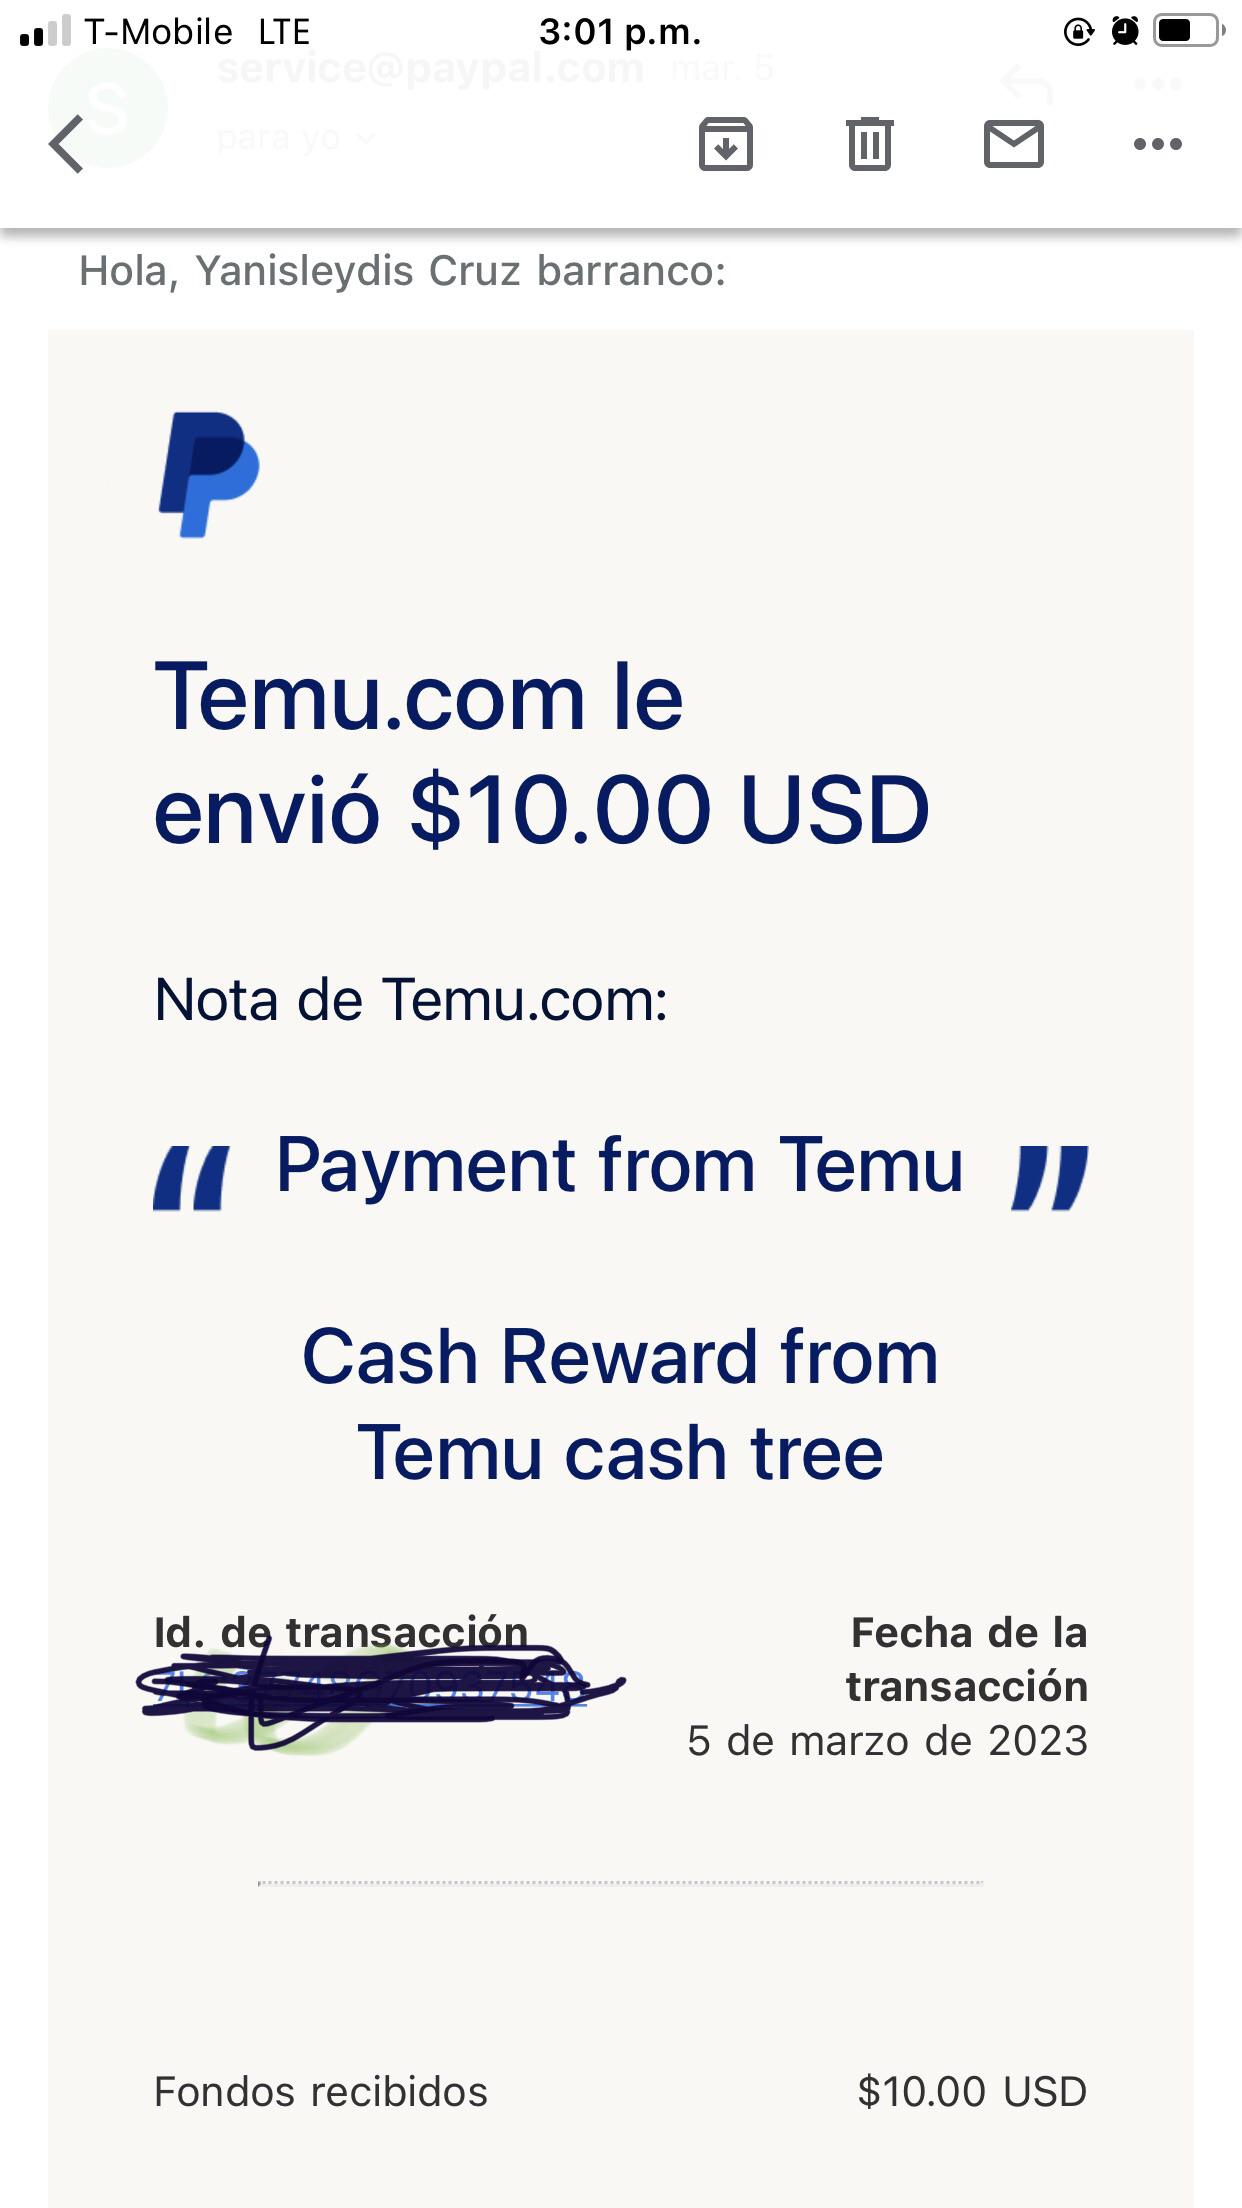 T-Mobile LTE 3:01 p.m.
service@paypal.com mar. 5
S
para yo
Hola, Yanisleydis Cruz barranco:
Temu.com le
envió $10.00 USD
Nota de Temu.com:
“ Payment from Temu ”
Cash Reward from
Temu cash tree
Id. de transacción
Fecha de la
transacción
5 de marzo de 2023
Fondos recibidos $10.00 USD